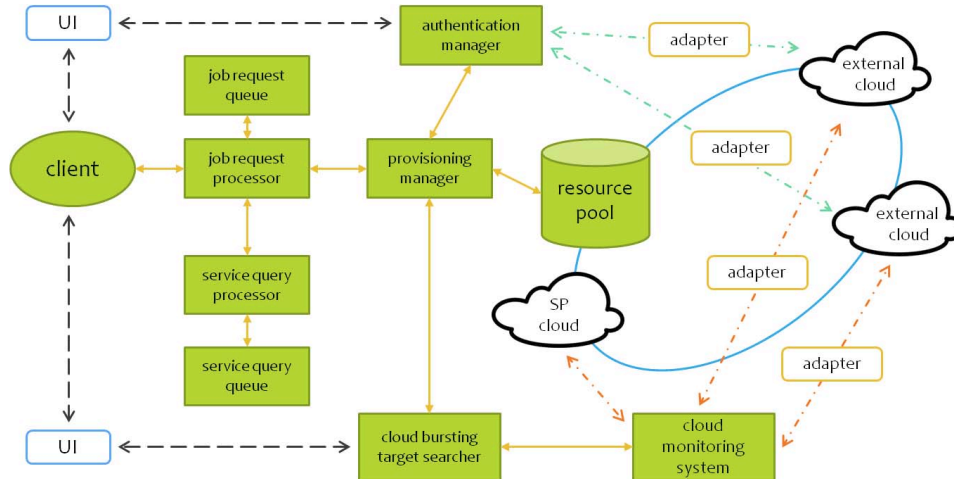 UI
authentication
manager
adapter
external
cloud
job request
queue
client
job request
processor
provisioning
manager
adapter
resource
pool
external
cloud
service query
processor
adapter
SP
cloud
service query
queue
adapter
UI
cloud bursting
target searcher
cloud
monitoring
system